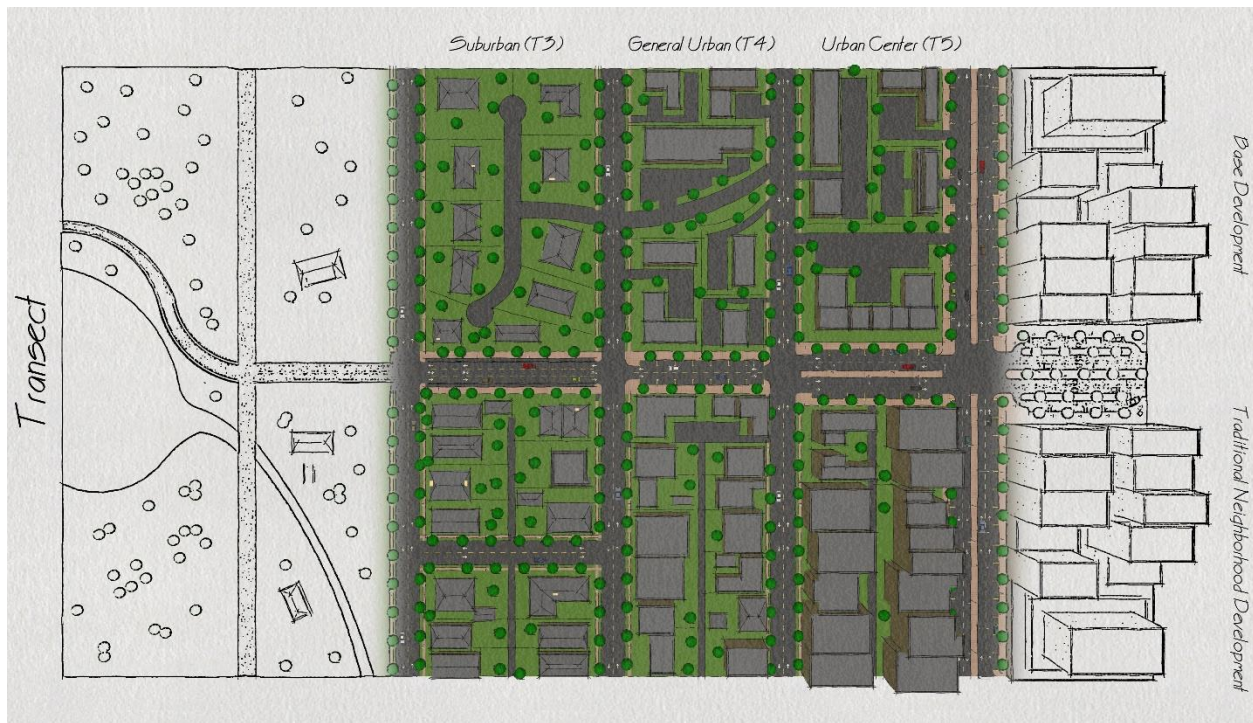 Suburban (T3)
General Urban (T4)
Urban Center (T5)
Transect
Base Development
Traditional Neighborhood Development